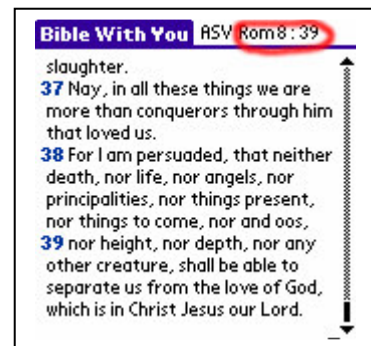 Bible With You ASV Rom 8:39
slaughter.
37 Nay, in all these things we are
more than conquerors through him
that loved us.
38 For I am persuaded, that neither
death, nor life, nor angels, nor
principalities, nor things present,
nor things to come, nor and oos,
39 nor height, nor depth, nor any
other creature, shall be able to
separate us from the love of God,
which is in Christ Jesus our Lord.